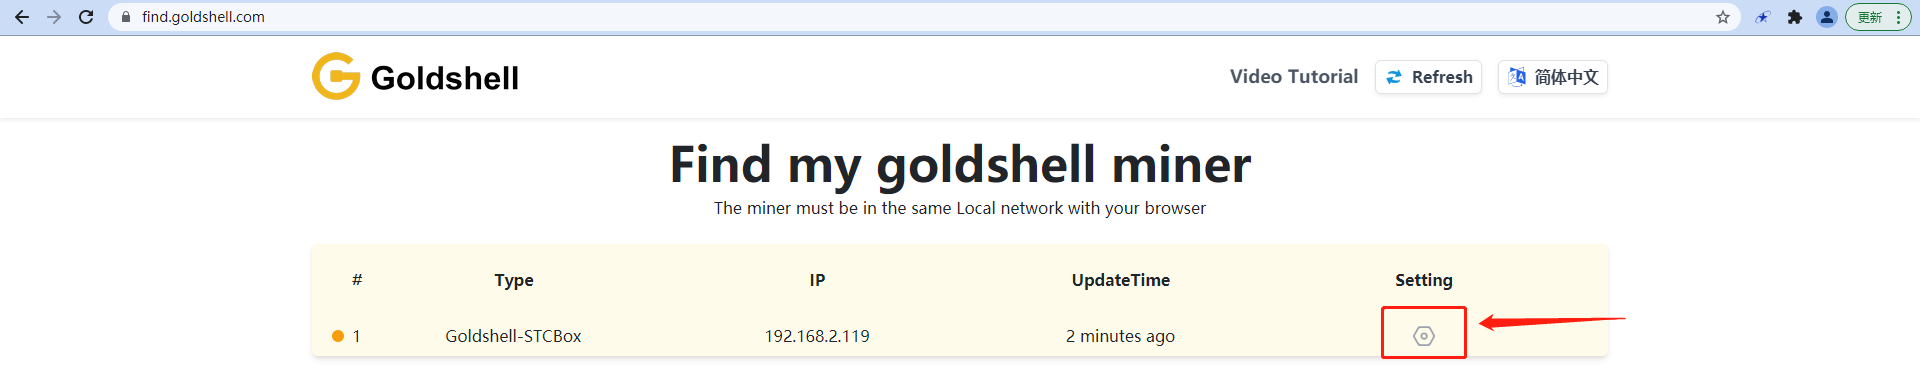 find.goldshell.com
更新
Goldshell
Video Tutorial
Refresh
简体中文
Find my goldshell miner
The miner must be in the same Local network with your browser
# Type IP UpdateTime Setting
1 Goldshell-STCBox 192.168.2.119 2 minutes ago